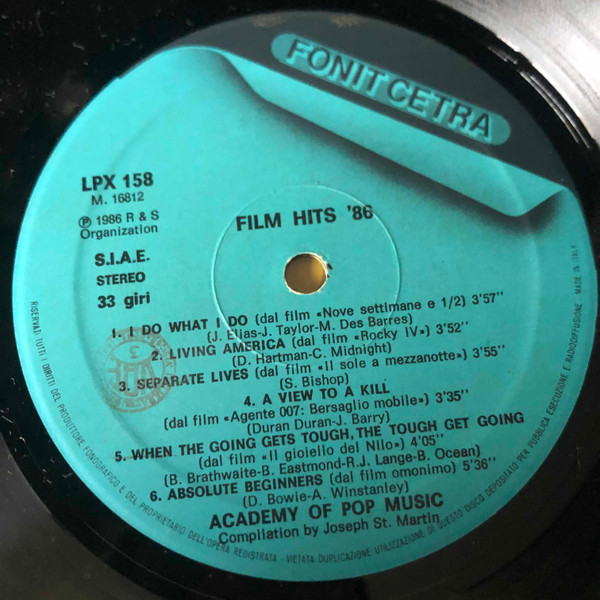 FONIT CETRA
LPX 158
M. 16812
℗ 1986 R & S
Organization
S.I.A.E.
STEREO
33 giri
FILM HITS '86
1. I DO WHAT I DO (dal film «Nove settimane e 1/2) 3'57"
(J. Elias-J. Taylor-M. Des Barres)
2. LIVING AMERICA (dal film «Rocky IV») 3'52"
(D. Hartman-C. Midnight)
3. SEPARATE LIVES (dal film «Il sole a mezzanotte») 3'55"
(S. Bishop)
4. A VIEW TO A KILL
(dal film «Agente 007: Bersaglio mobile») 3'35"
(Duran Duran-J. Barry)
5. WHEN THE GOING GETS TOUGH, THE TOUGH GET GOING
(dal film «Il gioiello del Nilo») 4'05"
(B. Brathwaite-B. Eastmond-R.J. Lange-B. Ocean)
6. ABSOLUTE BEGINNERS (dal film omonimo) 5'36"
(D. Bowie-A. Winstanley)
ACADEMY OF POP MUSIC
Compilation by Joseph St. Martin
RISERVATI TUTTI I DIRITTI DEL PRODUTTORE FONOGRAFICO E DEL PROPRIETARIO DELL'OPERA REGISTRATA - VIETATA DUPLICAZIONE UTILIZZAZIONE DI QUESTO DISCO DEPOSITATO PER PUBBLICA ESECUZIONE E RADIODIFFUSIONE MADE IN ITALY